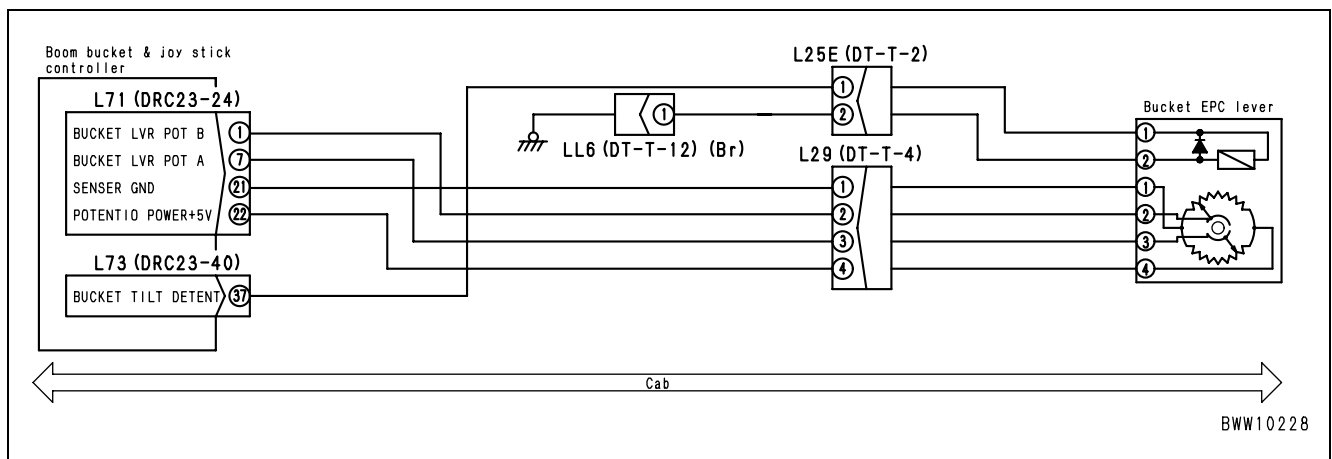 Boom bucket & joy stick
controller
L71 (DRC23-24)
BUCKET LVR POT B 1
BUCKET LVR POT A 7
SENSER GND 21
POTENTIO POWER+5V 22
L73 (DRC23-40)
BUCKET TILT DETENT 37
LL6 (DT-T-12) (Br)
1
L25E (DT-T-2)
1
2
L29 (DT-T-4)
1
2
3
4
Bucket EPC lever
1
2
1
2
3
4
Cab
BWW10228